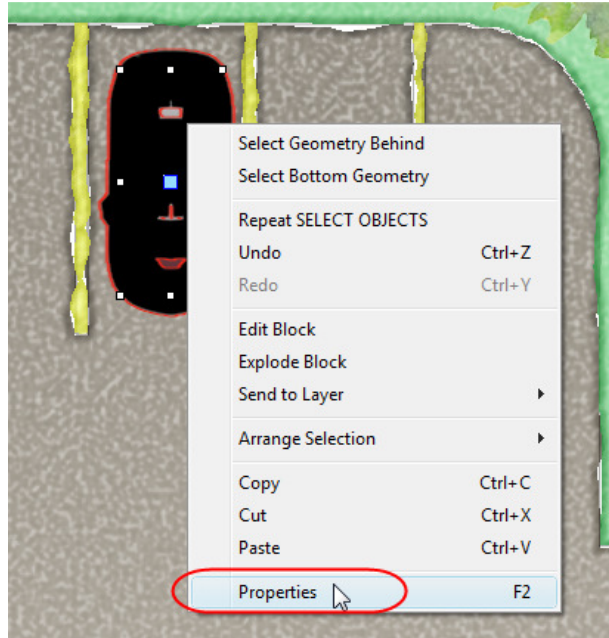 Select Geometry Behind
Select Bottom Geometry
Repeat SELECT OBJECTS
Undo Ctrl+Z
Redo Ctrl+Y
Edit Block
Explode Block
Send to Layer
Arrange Selection
Copy Ctrl+C
Cut Ctrl+X
Paste Ctrl+V
Properties F2